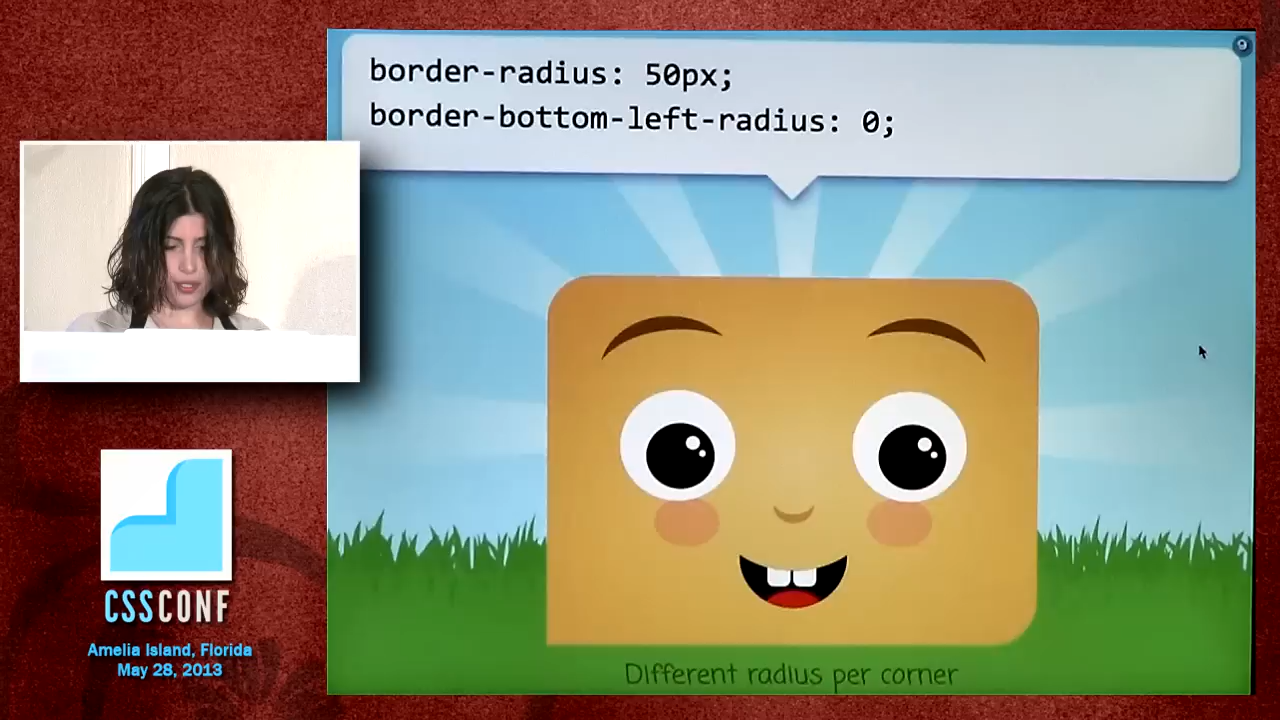 border-radius: 50px;
border-bottom-left-radius: 0;
9
CSSCONF
Amelia Island, Florida
May 28, 2013
Different radius per corner